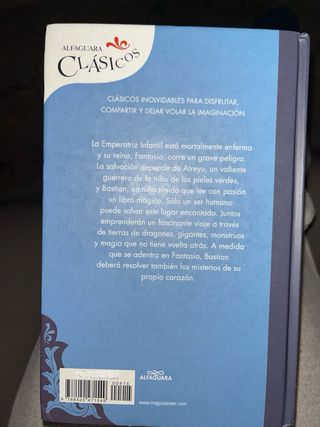 ALFAGUARA
CLÁSICOS
CLÁSICOS INOLVIDABLES PARA DISFRUTAR,
COMPARTIR Y DEJAR VOLAR LA IMAGINACIÓN
La Emperatriz Infantil está mortalmente enferma
y su reino, Fantasia, corre un grave peligro.
La salvación depende de Atreyu, un valiente
guerrero de la tribu de los pieles verdes,
y Bastian, un niño tímido que lee con pasión
un libro mágico. Sólo un ser humano
puede salvar este lugar encantado. Juntos
emprenderán un fascinante viaje a través
de tierras de dragones, gigantes, monstruos
y magia que no tiene vuelta atrás. A medida
que se adentra en Fantasia, Bastian
deberá resolver también los misterios de su
propio corazón.
00415
ALFAGUARA
www.megustaleer.com